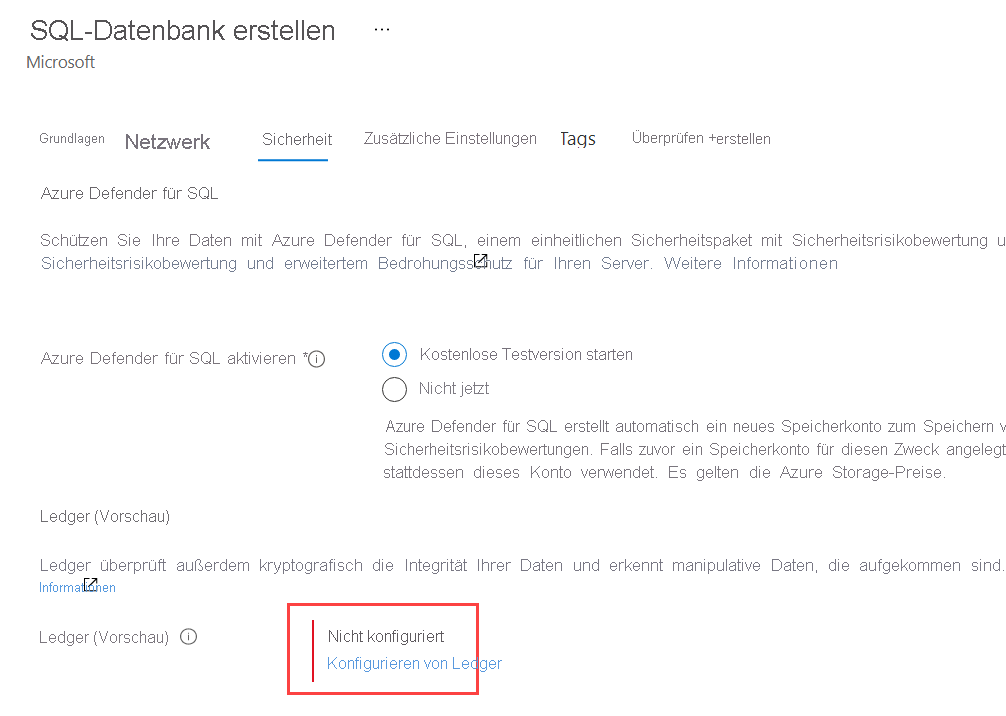 SQL-Datenbank erstellen ...
Microsoft
Grundlagen Netzwerk Sicherheit Zusätzliche Einstellungen Tags Überprüfen +erstellen
Azure Defender für SQL
Schützen Sie Ihre Daten mit Azure Defender für SQL, einem einheitlichen Sicherheitspaket mit Sicherheitsrisikobewertung u
Sicherheitsrisikobewertung und erweitertem Bedrohungsschutz für Ihren Server. Weitere Informationen
Azure Defender für SQL aktivieren *
Kostenlose Testversion starten
Nicht jetzt
Azure Defender für SQL erstellt automatisch ein neues Speicherkonto zum Speichern v
Sicherheitsrisikobewertungen. Falls zuvor ein Speicherkonto für diesen Zweck angelegt
stattdessen dieses Konto verwendet. Es gelten die Azure Storage-Preise.
Ledger (Vorschau)
Ledger überprüft außerdem kryptografisch die Integrität Ihrer Daten und erkennt manipulative Daten, die aufgekommen sind.
Informationen
Ledger (Vorschau)
Nicht konfiguriert
Konfigurieren von Ledger